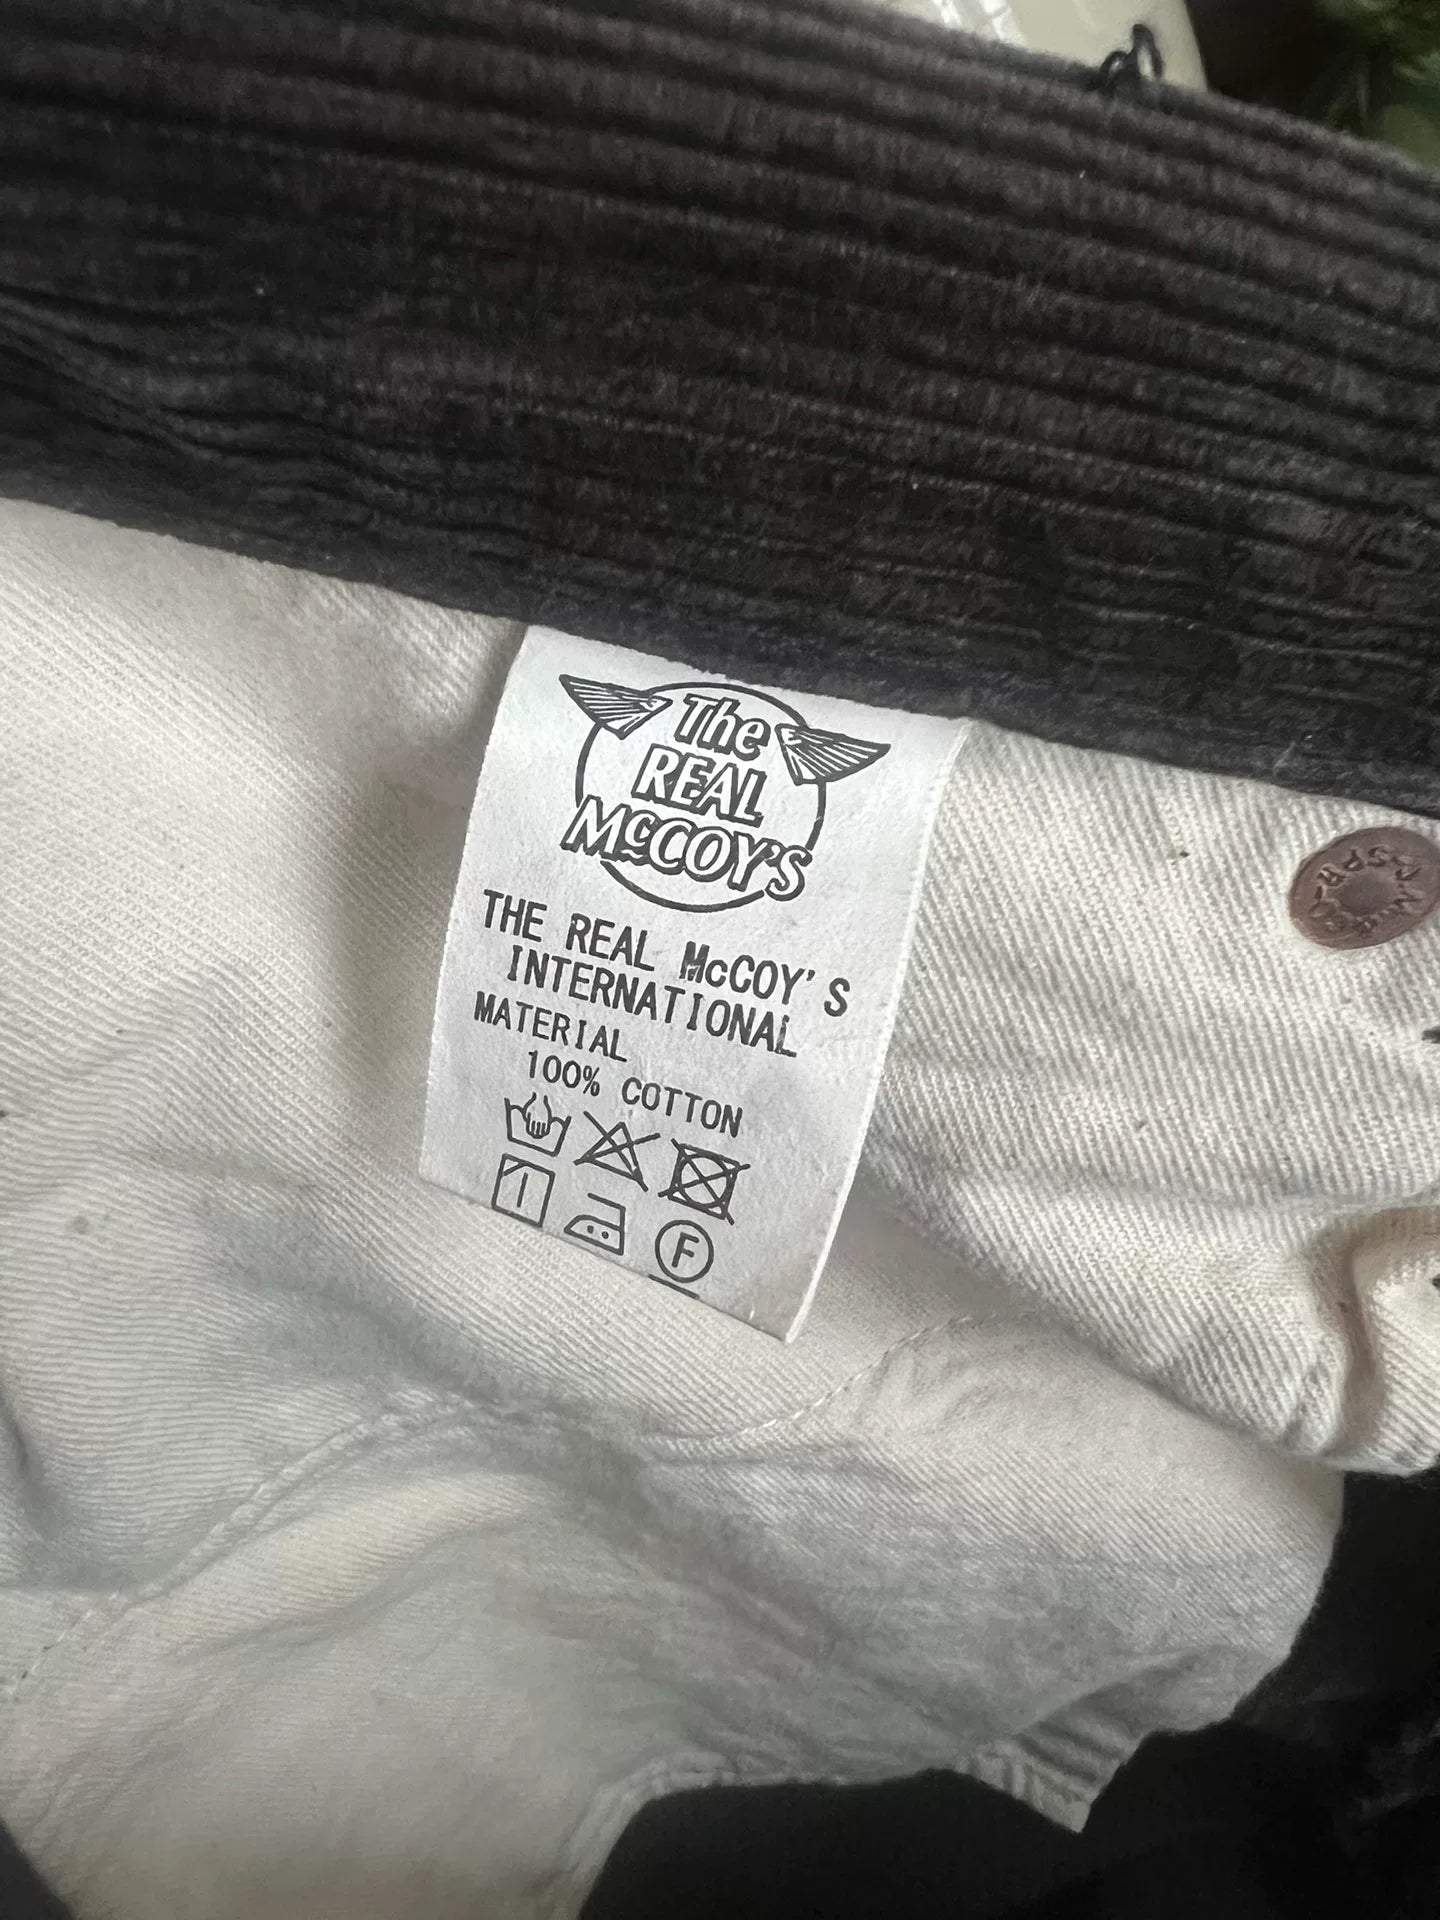 The
REAL
McCOY'S
THE REAL McCOY'S
INTERNATIONAL
MATERIAL
100% COTTON
F